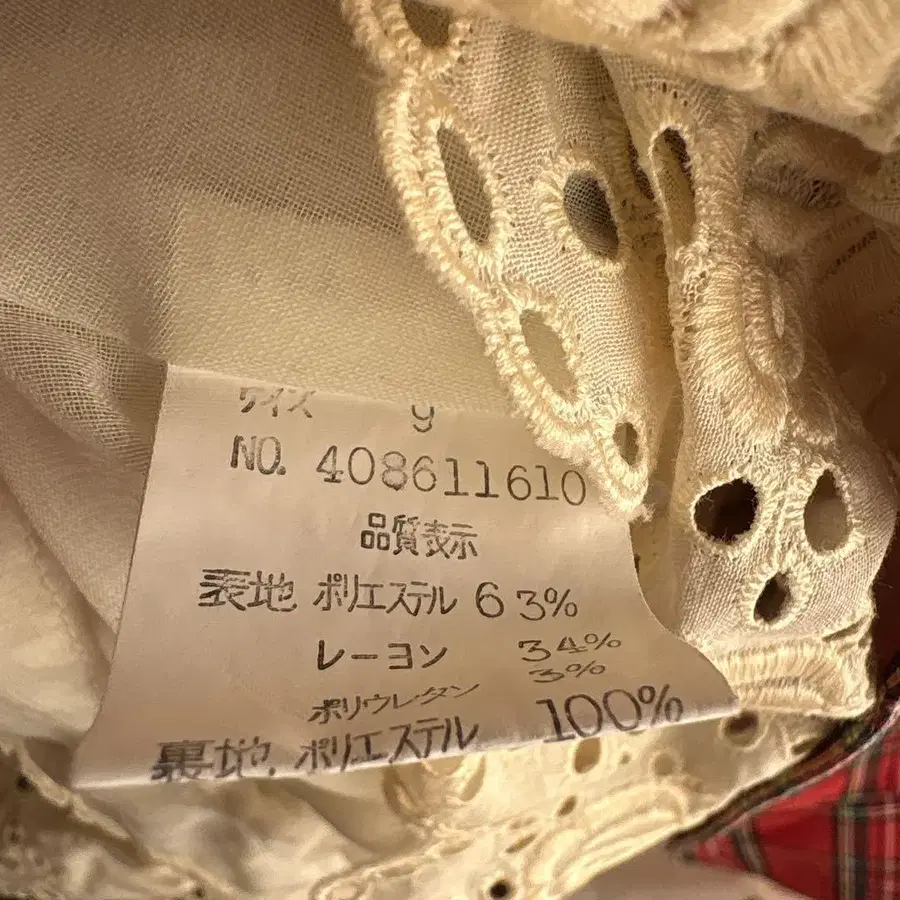 サイズ 9
NO. 408611610
品質表示
表地 ポリエステル 63%
レーヨン 34%
ポリウレタン 3%
裏地. ポリエステル 100%